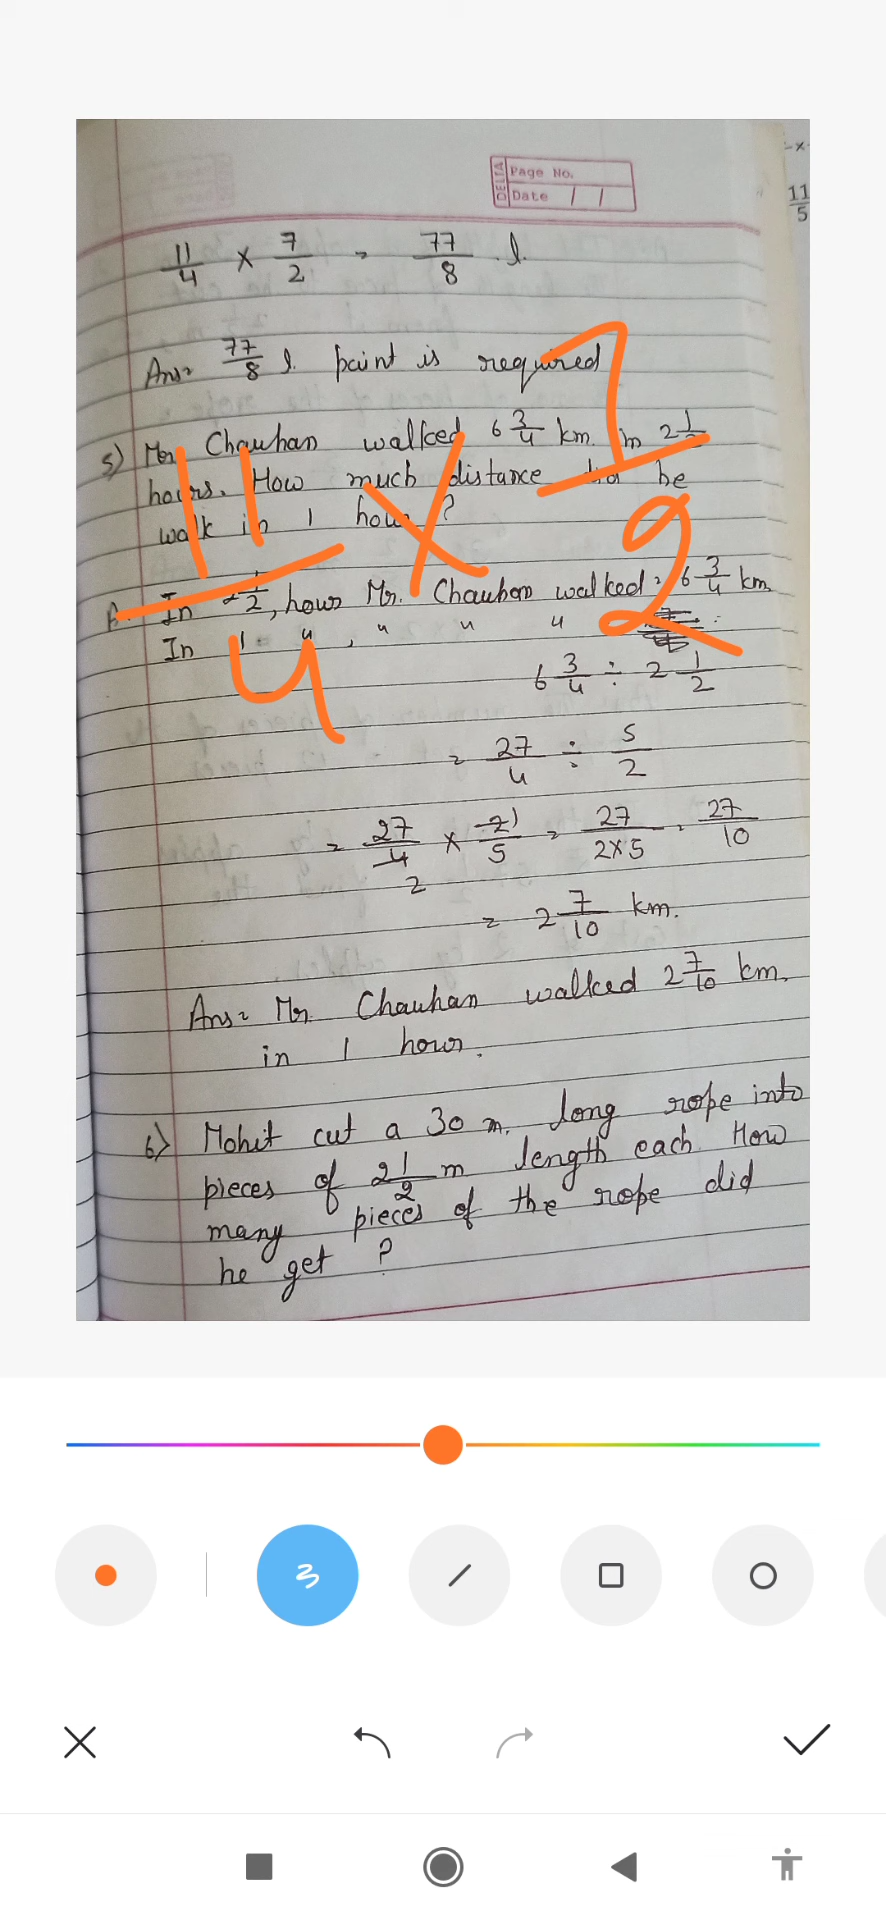 DELTA
Page No.
Date / /
-x
11/5
11/4 x 7/2 = 77/8 l.
Ans= 77/8 l. paint is required
11/4 x 7/2
5) Mr. Chauhan walked 6 3/4 km. in 2 1/
hours. How much distance did he
walk in 1 hour?
A. In 2 1/2, hour Mr. Chauhan walked = 6 3/4 km
In 1 " , " " "
6 3/4 ÷ 2 1/2
= 27/4 ÷ 5/2
= 27/4 x 2/5 = 27/2x5 = 27/10
2 1
= 2 7/10 km.
Ans= Mr. Chauhan walked 2 7/10 km.
in 1 hour.
6) Mohit cut a 30 m. long rope into
pieces of 2 1/2 m length each. How
many pieces of the rope did
he get ?